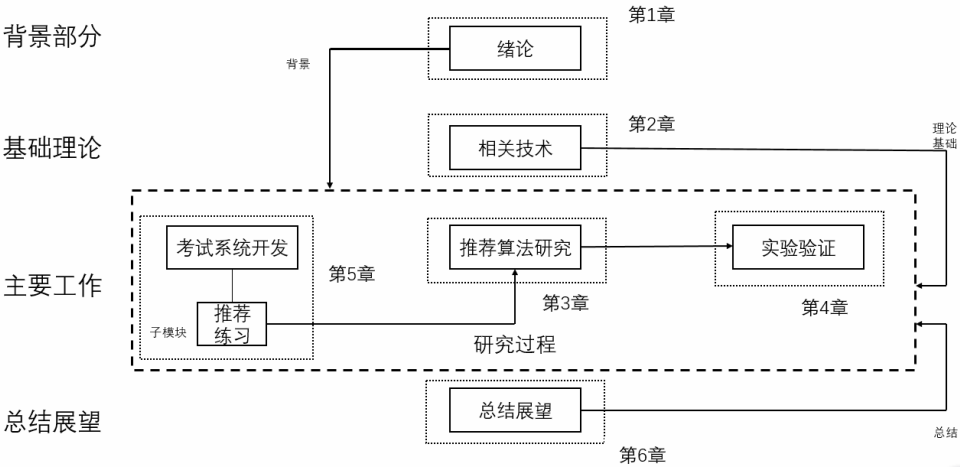 背景部分
第1章
绪论
背景
基础理论
第2章
相关技术
理论
基础
主要工作
考试系统开发
第5章
推荐
练习
子模块
推荐算法研究
第3章
实验验证
第4章
研究过程
总结展望
总结展望
总结
第6章